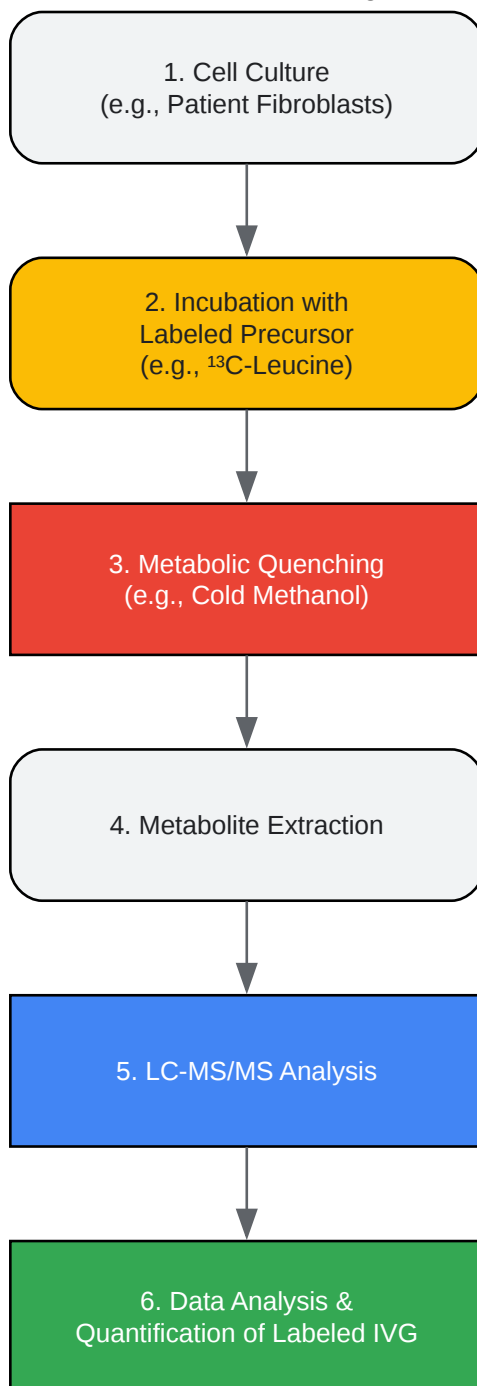 1. Cell Culture
(e.g., Patient Fibroblasts)
2. Incubation with
Labeled Precursor
(e.g., ¹³C-Leucine)
3. Metabolic Quenching
(e.g., Cold Methanol)
4. Metabolite Extraction
5. LC-MS/MS Analysis
6. Data Analysis &
Quantification of Labeled IVG